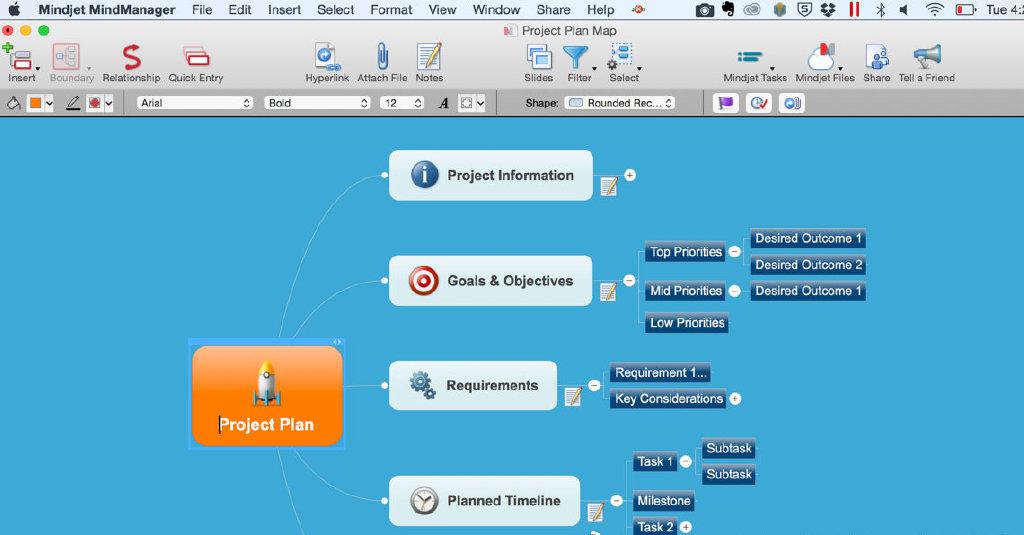 Mindjet MindManager File Edit Insert Select Format View Window Share Help Tue 4:2
Project Plan Map
Insert Boundary Relationship Quick Entry Hyperlink Attach File Notes Slides Filter Select Mindjet Tasks Mindjet Files Share Tell a Friend
Arial Bold 12 A Shape: Rounded Rec...
Project Information
Goals & Objectives
Top Priorities
Desired Outcome 1
Desired Outcome 2
Mid Priorities
Desired Outcome 1
Low Priorities
Project Plan
Requirements
Requirement 1...
Key Considerations
Planned Timeline
Task 1
Subtask
Subtask
Milestone
Task 2